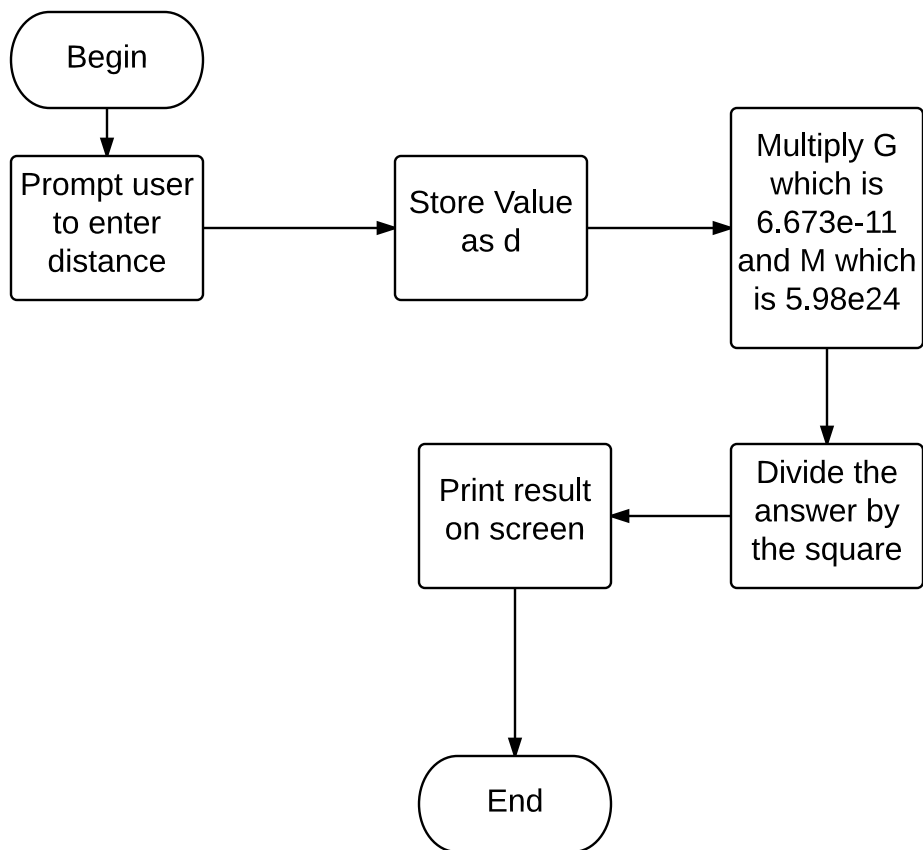 Begin
Prompt user
to enter
distance
Store Value
as d
Multiply G
which is
6.673e-11
and M which
is 5.98e24
Divide the
answer by
the square
Print result
on screen
End